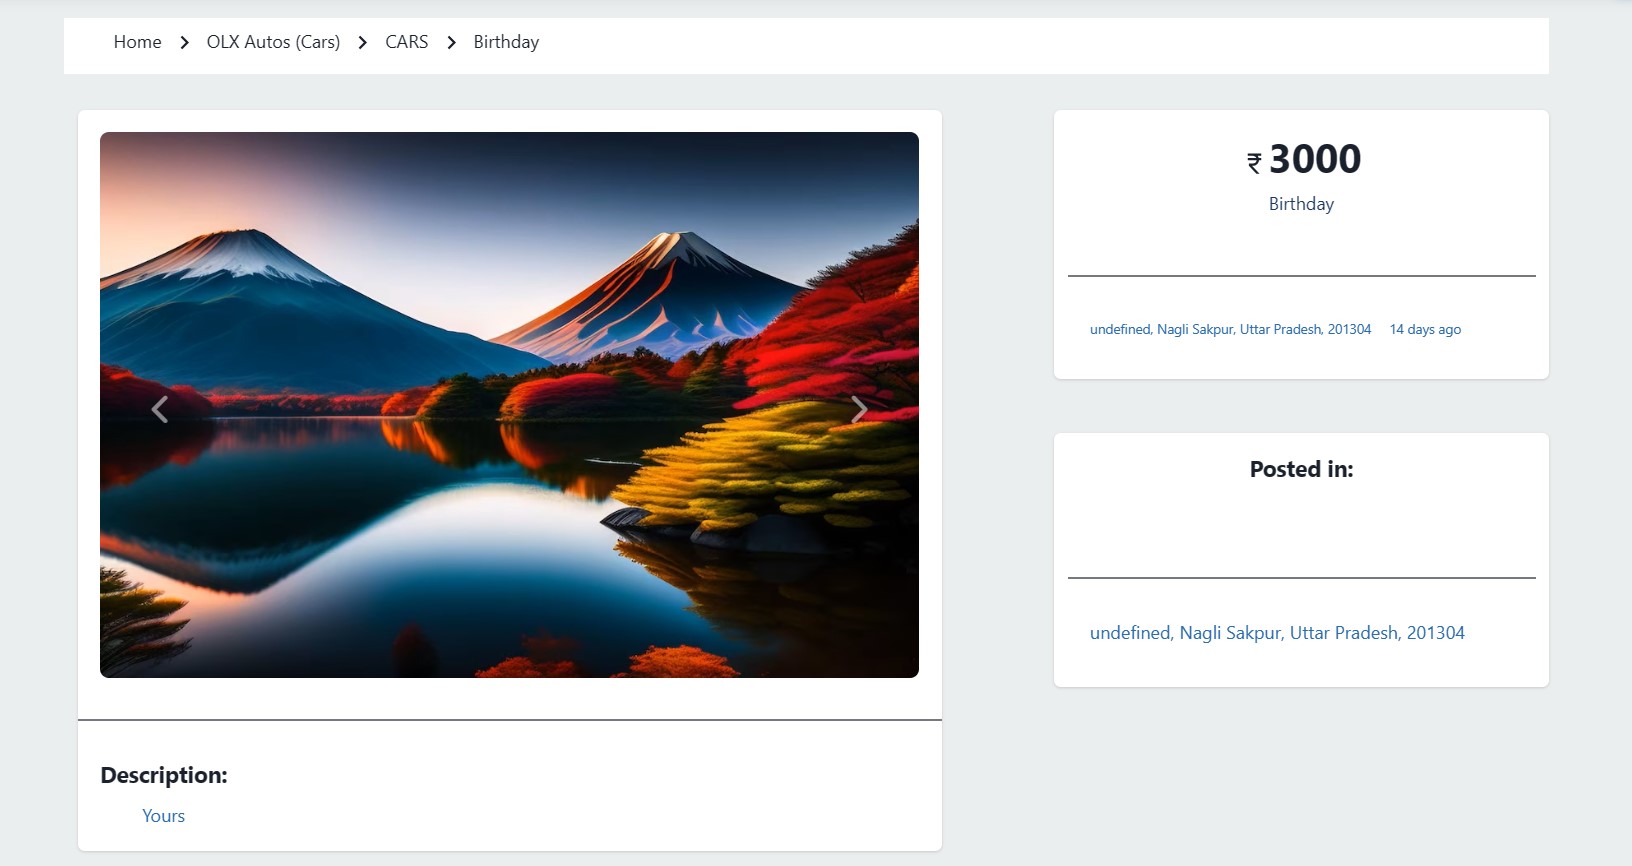 Home > OLX Autos (Cars) > CARS > Birthday
₹ 3000
Birthday
undefined, Nagli Sakpur, Uttar Pradesh, 201304 14 days ago
Posted in:
undefined, Nagli Sakpur, Uttar Pradesh, 201304
Description:
Yours